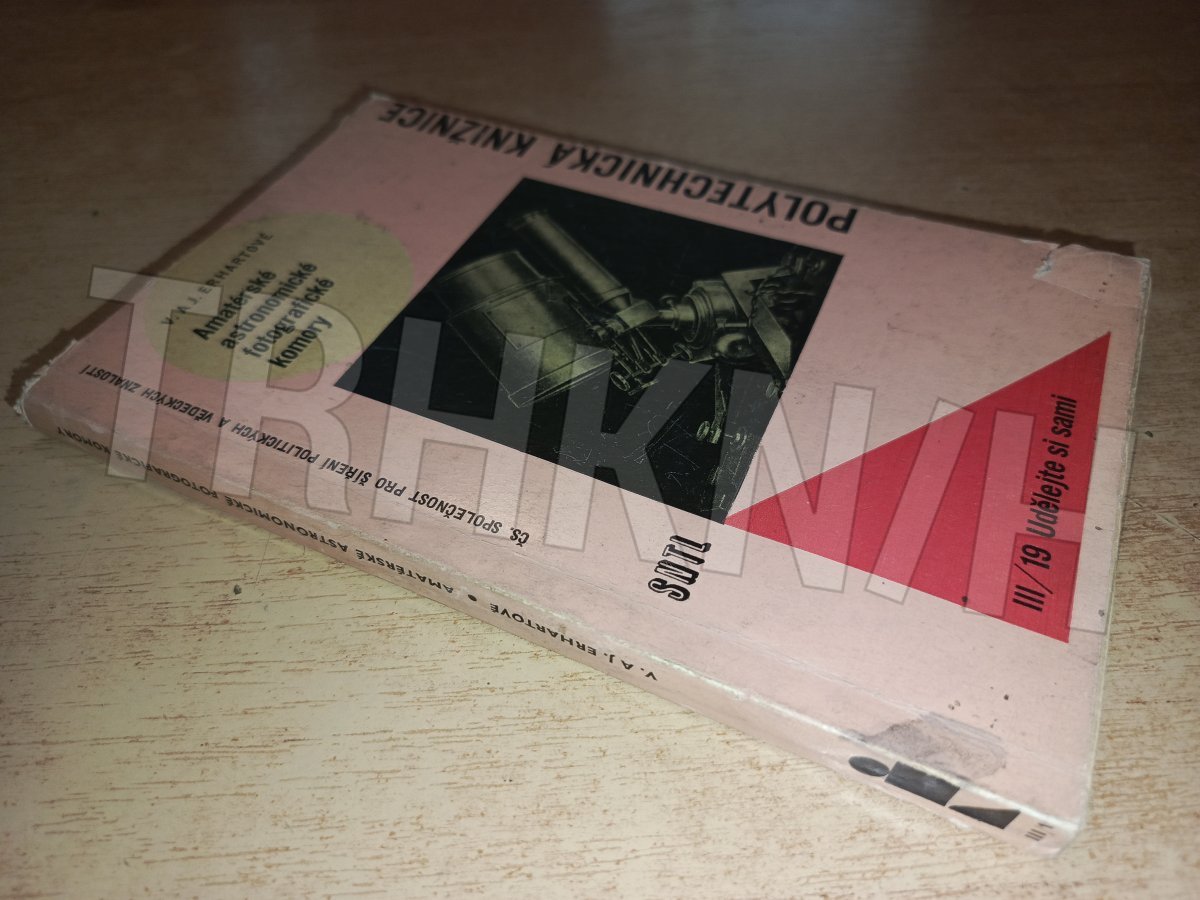 POLYTECHNICKÁ KNIŽNICE
V. A J. ERHARTOVÉ
Amatérské
astronomické
fotografické
komory
ČS. SPOLEČNOST PRO ŠÍŘENÍ POLITICKÝCH A VĚDECKÝCH ZNALOSTÍ
SNTL
III/19 Udělejte si sami
V. A J. ERHARTOVÉ • AMATÉRSKÉ ASTRONOMICKÉ FOTOGRAFICKÉ KOMORY
TRHKNIH